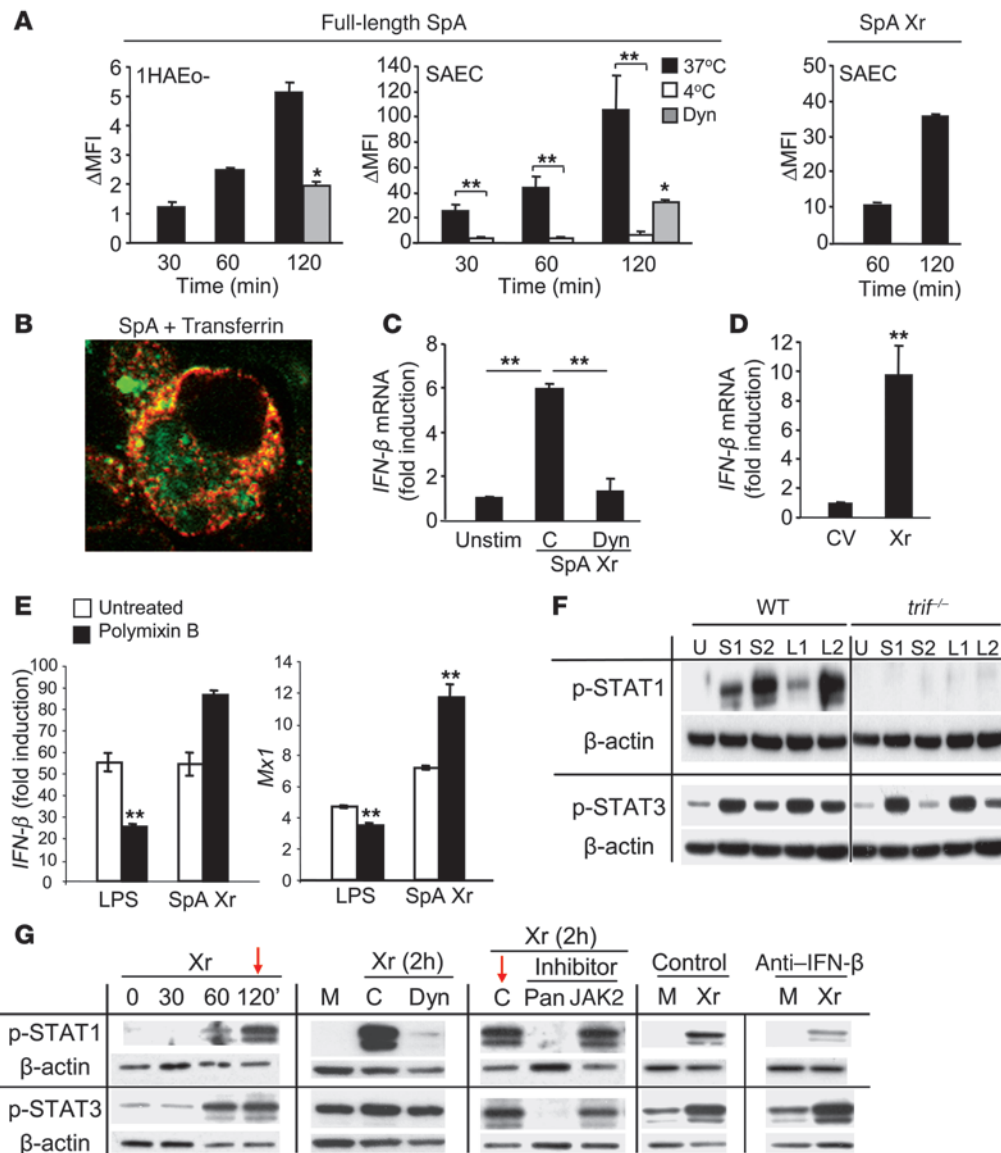 A
Full-length SpA
SpA Xr
1HAEo-
ΔMFI
6
5
4
3
2
1
0
*
30 60 120
Time (min)
SAEC
ΔMFI
140
120
100
80
60
40
20
0
** ** ** *
37°C
4°C
Dyn
30 60 120
Time (min)
SAEC
ΔMFI
50
40
30
20
10
0
60 120
Time (min)
B
SpA + Transferrin
C
IFN-β mRNA
(fold induction)
8
6
4
2
0
** **
Unstim C Dyn
SpA Xr
D
IFN-β mRNA
(fold induction)
12
10
8
6
4
2
0
**
CV Xr
E
Untreated
Polymixin B
IFN-β (fold induction)
100
90
80
70
60
50
40
30
20
10
0
**
LPS SpA Xr
Mx1
14
12
10
8
6
4
2
0
** **
LPS SpA Xr
F
WT trif–/–
U S1 S2 L1 L2 U S1 S2 L1 L2
p-STAT1
β-actin
p-STAT3
β-actin
G
Xr
0 30 60 120'
Xr (2h)
M C Dyn
Xr (2h)
Inhibitor
C Pan JAK2
Control
M Xr
Anti–IFN-β
M Xr
p-STAT1
β-actin
p-STAT3
β-actin